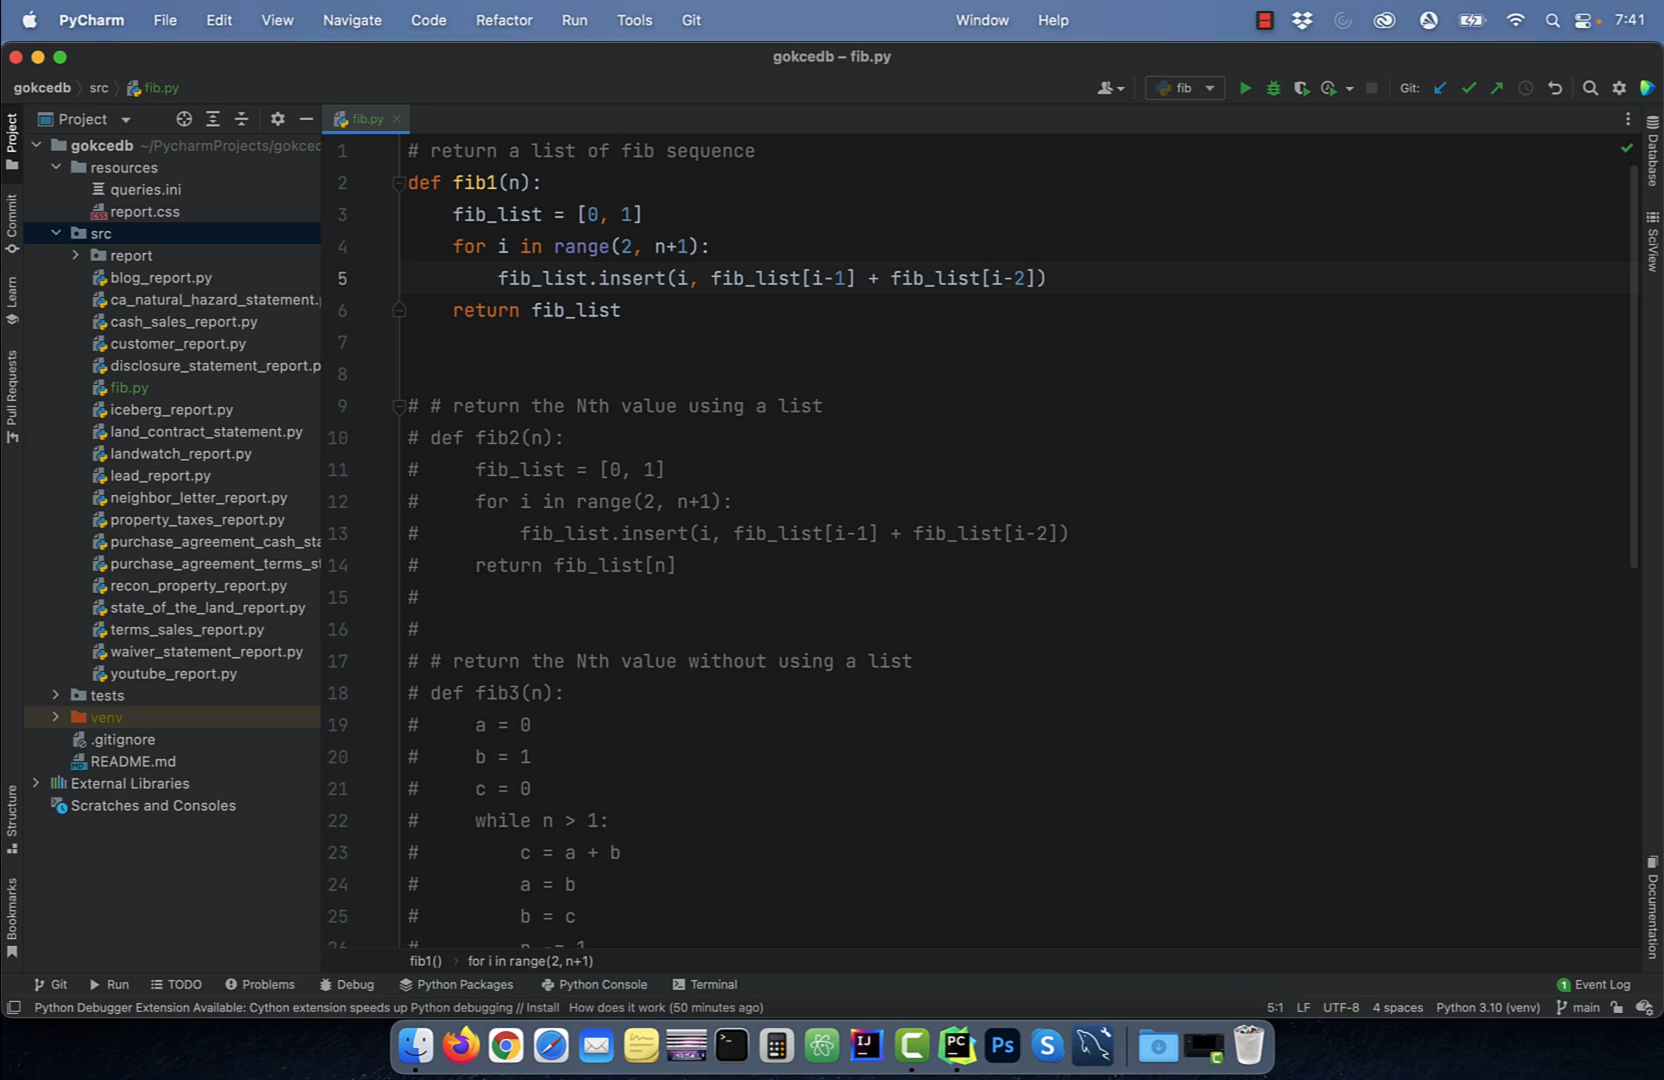 PyCharm File Edit View Navigate Code Refactor Run Tools Git Window Help 7:41
gokcedb – fib.py
gokcedb src fib.py
fib
Git:
Project
fib.py
gokcedb ~/PycharmProjects/gokced
resources
queries.ini
report.css
src
report
blog_report.py
ca_natural_hazard_statement.
cash_sales_report.py
customer_report.py
disclosure_statement_report.p
fib.py
iceberg_report.py
land_contract_statement.py
landwatch_report.py
lead_report.py
neighbor_letter_report.py
property_taxes_report.py
purchase_agreement_cash_sta
purchase_agreement_terms_st
recon_property_report.py
state_of_the_land_report.py
terms_sales_report.py
waiver_statement_report.py
youtube_report.py
tests
venv
.gitignore
README.md
External Libraries
Scratches and Consoles
Project
Commit
Learn
Pull Requests
Structure
Bookmarks
1 # return a list of fib sequence
2 def fib1(n):
3 fib_list = [0, 1]
4 for i in range(2, n+1):
5 fib_list.insert(i, fib_list[i-1] + fib_list[i-2])
6 return fib_list
7
8
9 # # return the Nth value using a list
10 # def fib2(n):
11 # fib_list = [0, 1]
12 # for i in range(2, n+1):
13 # fib_list.insert(i, fib_list[i-1] + fib_list[i-2])
14 # return fib_list[n]
15 #
16 #
17 # # return the Nth value without using a list
18 # def fib3(n):
19 # a = 0
20 # b = 1
21 # c = 0
22 # while n > 1:
23 # c = a + b
24 # a = b
25 # b = c
Database
SciView
Documentation
fib1() for i in range(2, n+1)
Git Run TODO Problems Debug Python Packages Python Console Terminal 1 Event Log
Python Debugger Extension Available: Cython extension speeds up Python debugging // Install How does it work (50 minutes ago) 5:1 LF UTF-8 4 spaces Python 3.10 (venv) main
IJ
C
PC
Ps
S